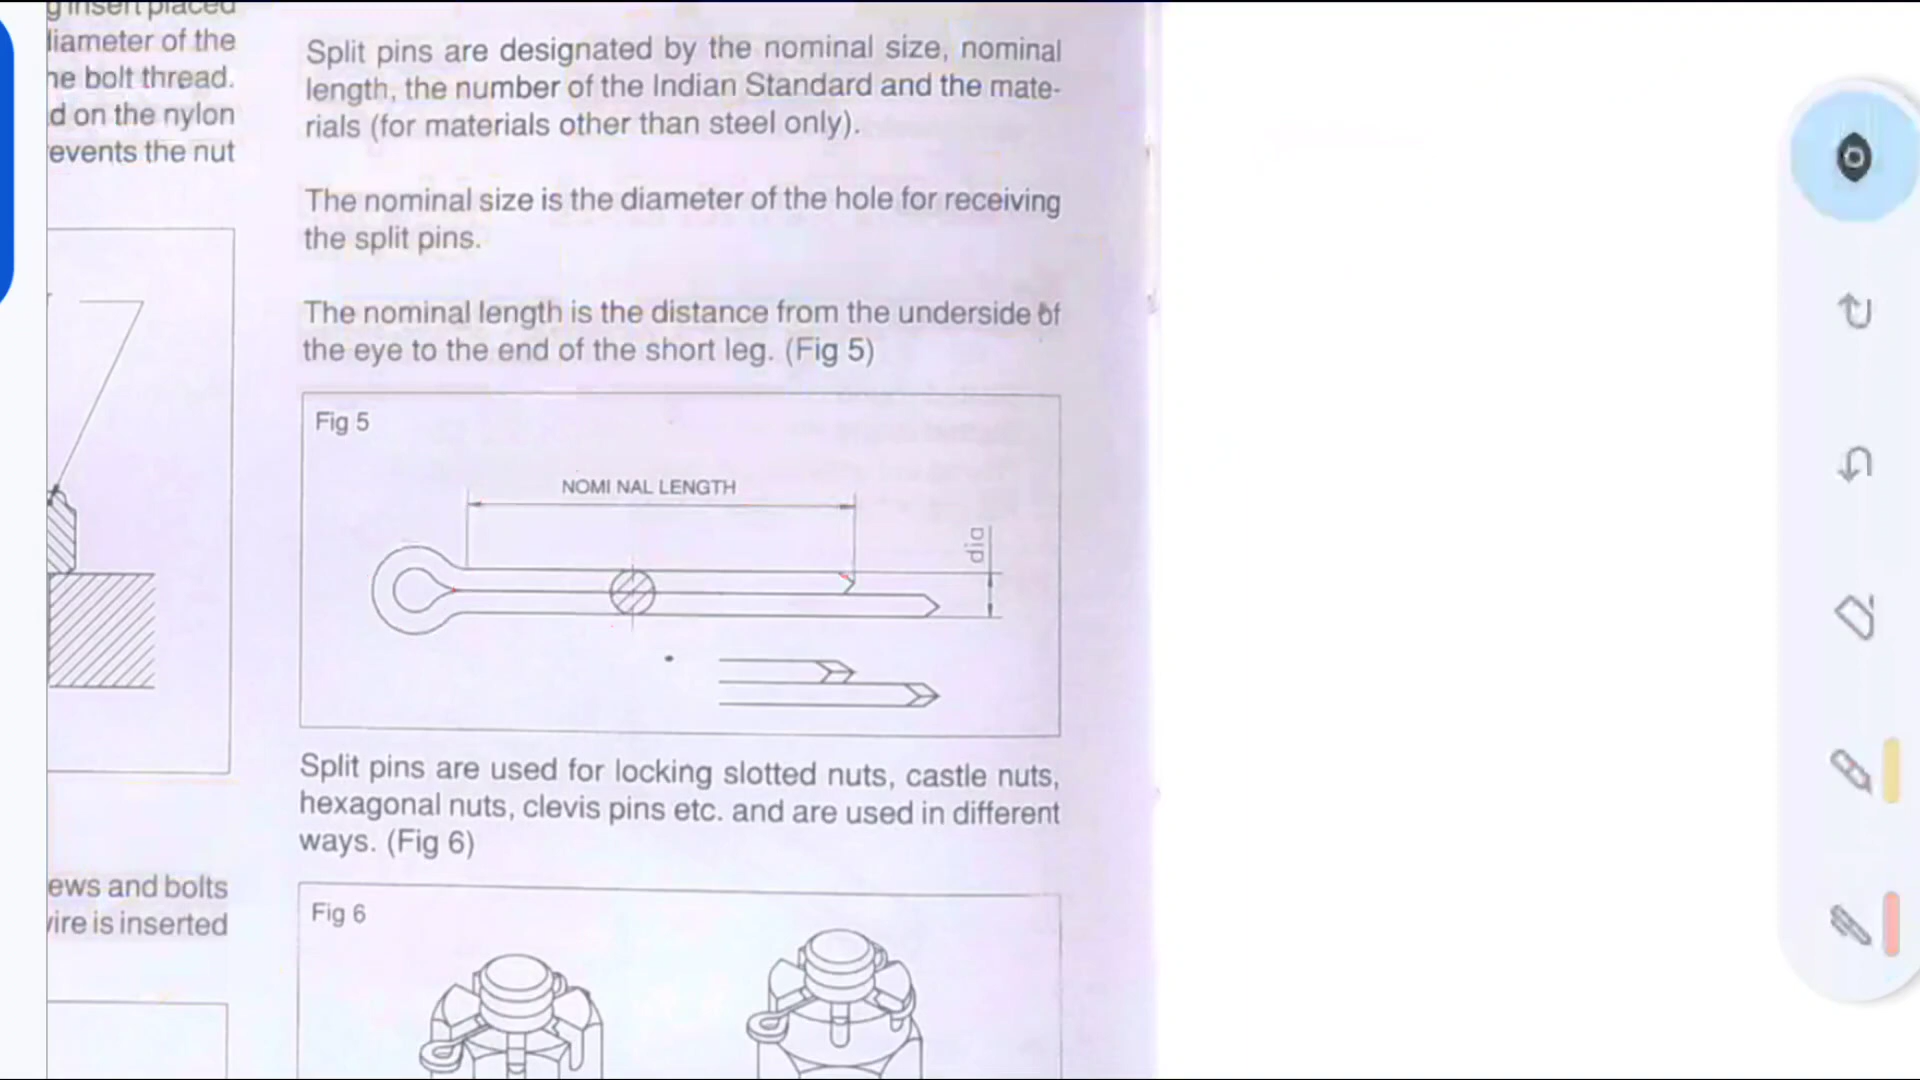 placed
diameter of the
he bolt thread.
d on the nylon
events the nut
ews and bolts
ire is inserted
Split pins are designated by the nominal size, nominal
length, the number of the Indian Standard and the mate-
rials (for materials other than steel only).
The nominal size is the diameter of the hole for receiving
the split pins.
The nominal length is the distance from the underside of
the eye to the end of the short leg. (Fig 5)
Fig 5
NOMI NAL LENGTH
dia
Split pins are used for locking slotted nuts, castle nuts,
hexagonal nuts, clevis pins etc. and are used in different
ways. (Fig 6)
Fig 6